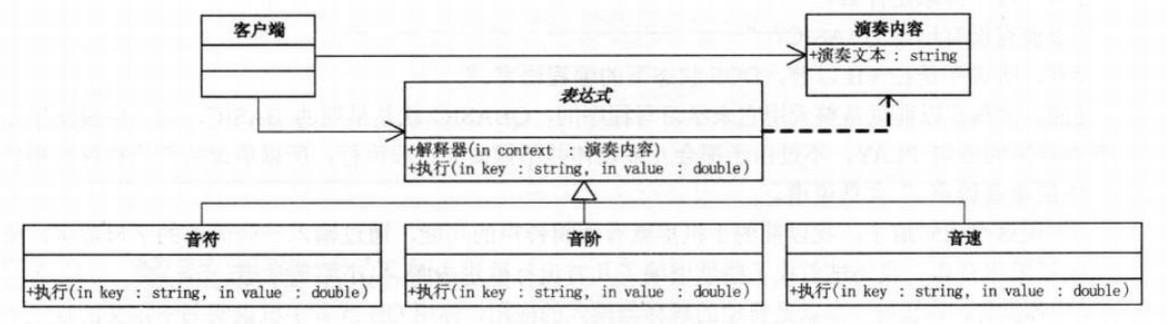 客户端
演奏内容
+演奏文本 : string
表达式
+解释器(in context : 演奏内容)
+执行(in key : string, in value : double)
音符
音阶
音速
+执行(in key : string, in value : double)
+执行(in key : string, in value : double)
+执行(in key : string, in value : double)